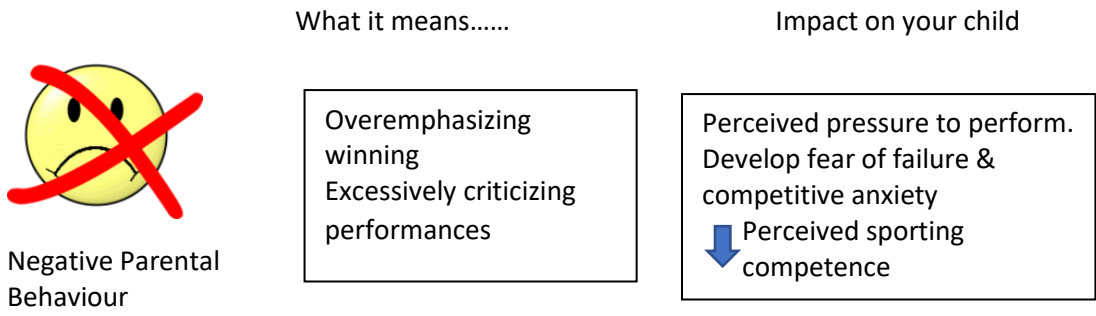 What it means……
Impact on your child
Overemphasizing
winning
Excessively criticizing
performances
Perceived pressure to perform.
Develop fear of failure &
competitive anxiety
Perceived sporting
competence
Negative Parental
Behaviour